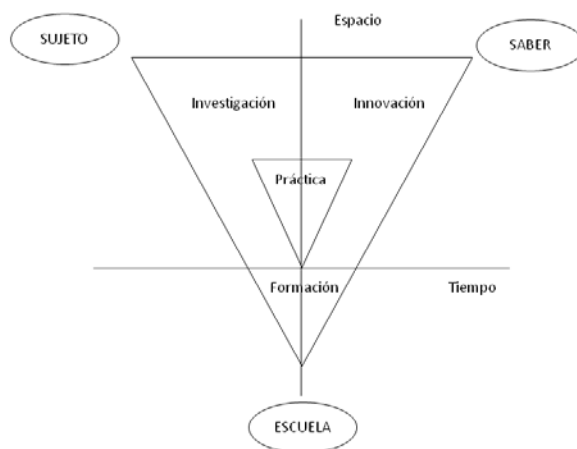 Espacio
SUJETO
SABER
Investigación
Innovación
Práctica
Formación
Tiempo
ESCUELA